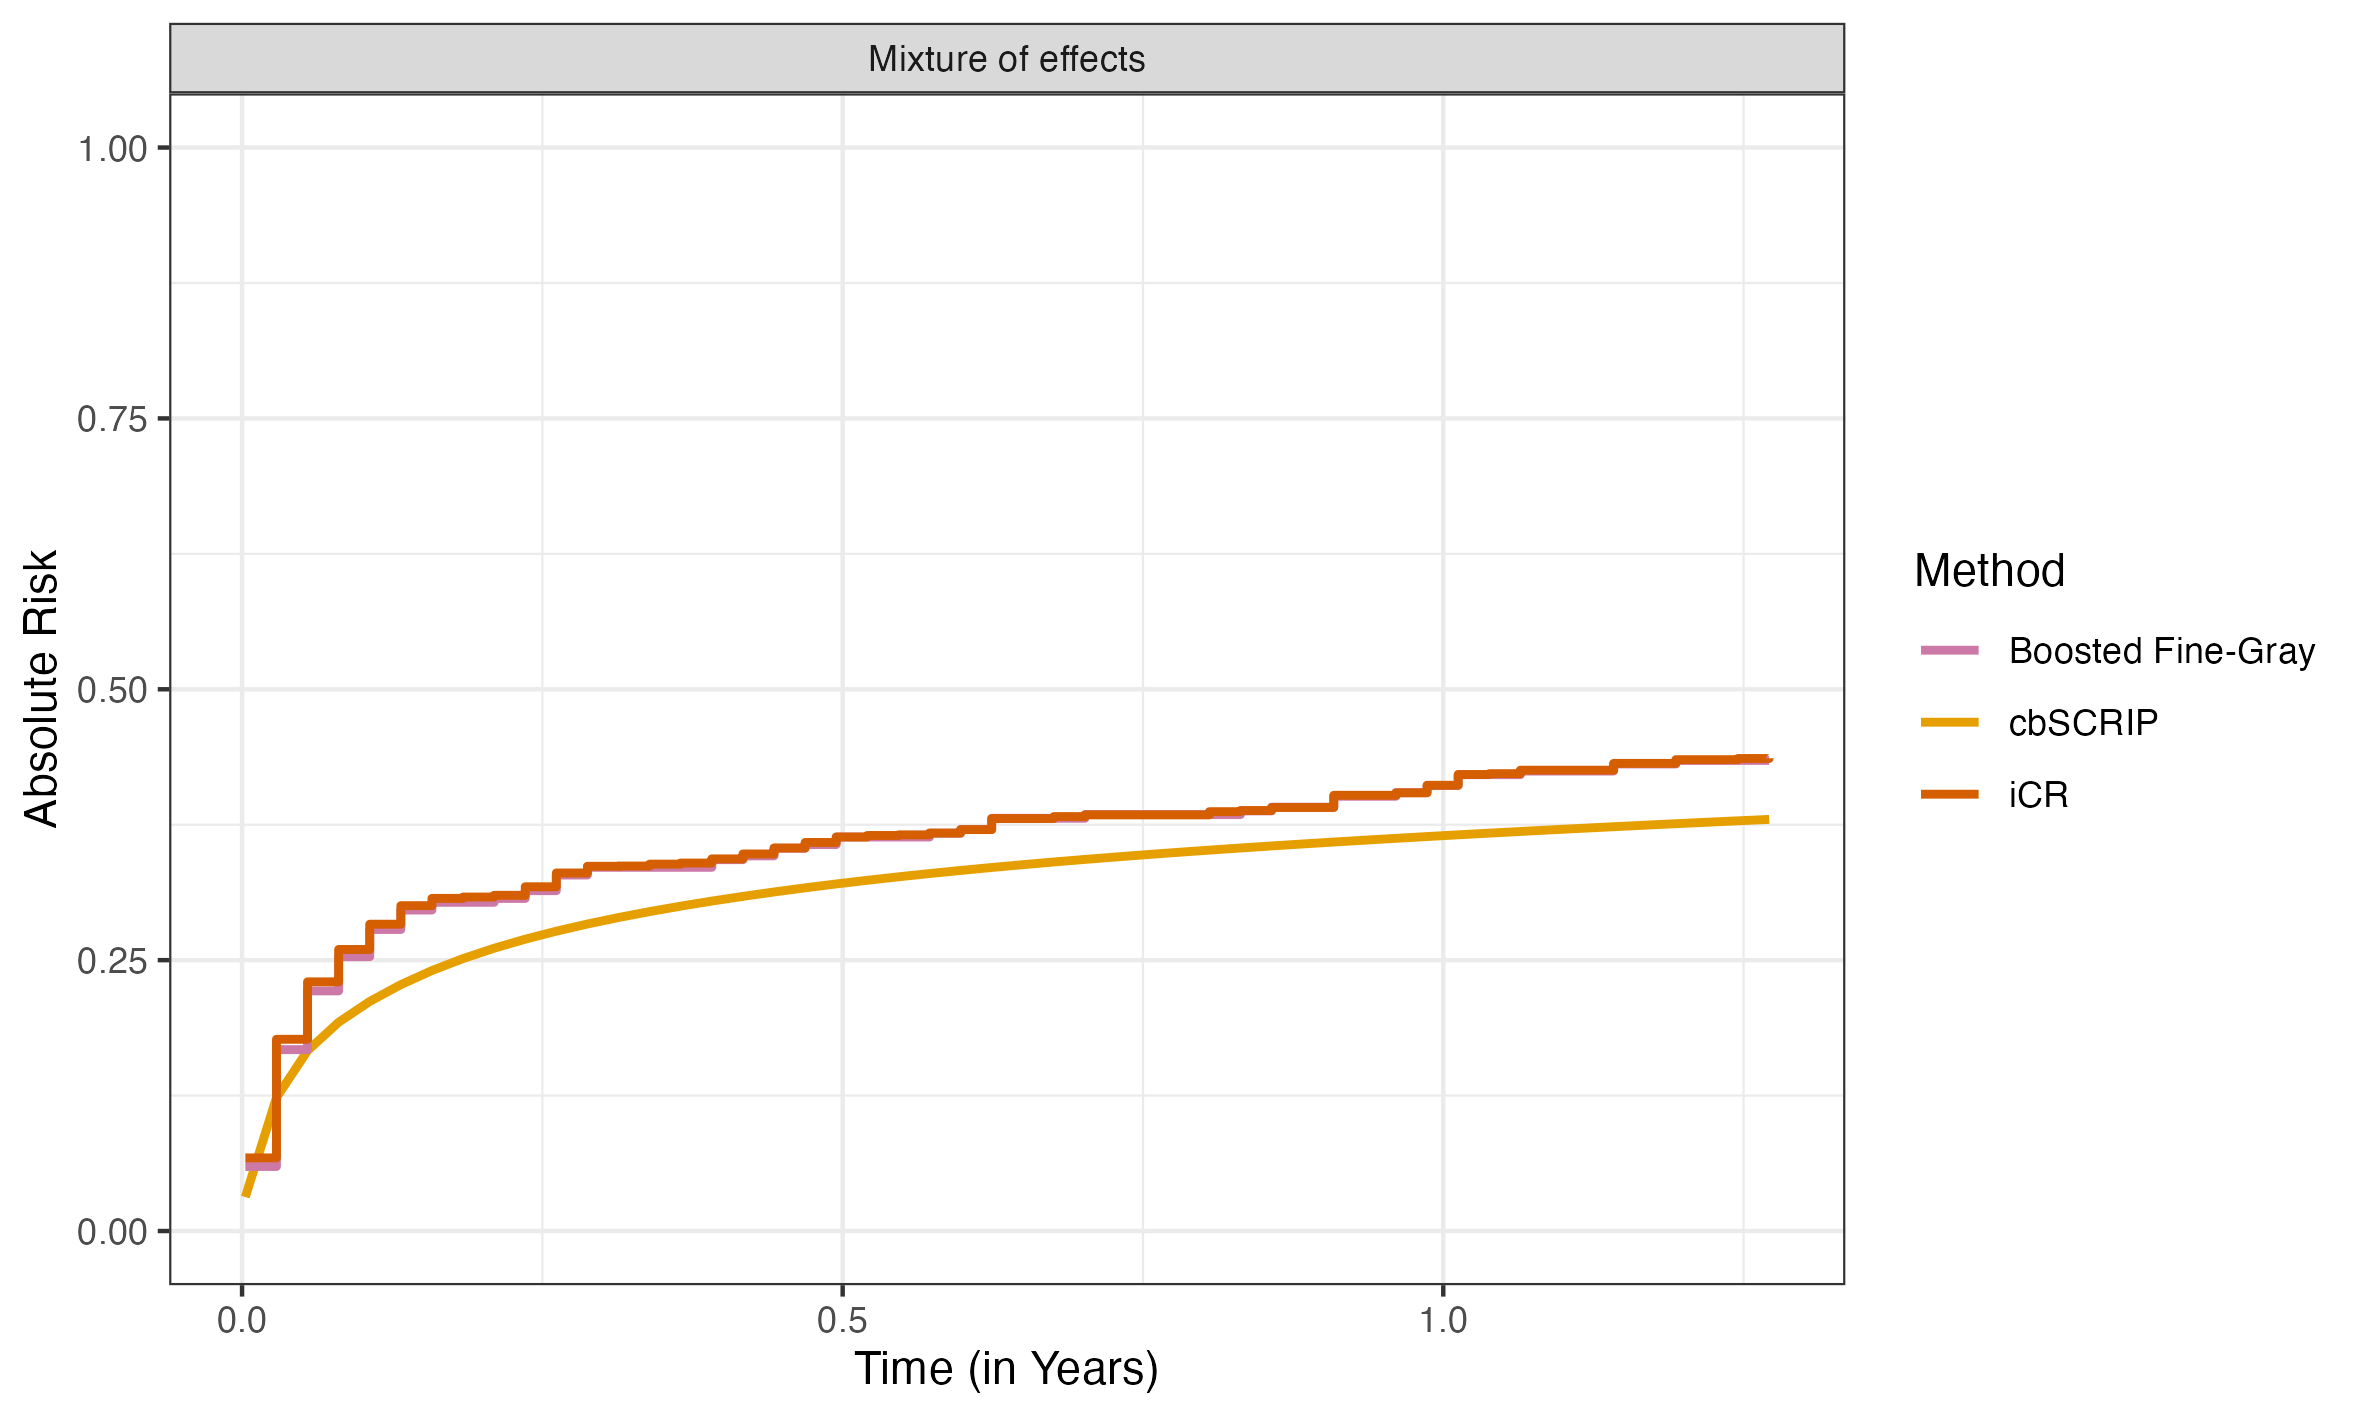 Mixture of effects
1.00
0.75
0.50
0.25
0.00
Absolute Risk
0.0
0.5
1.0
Time (in Years)
Method
Boosted Fine-Gray
cbSCRIP
iCR